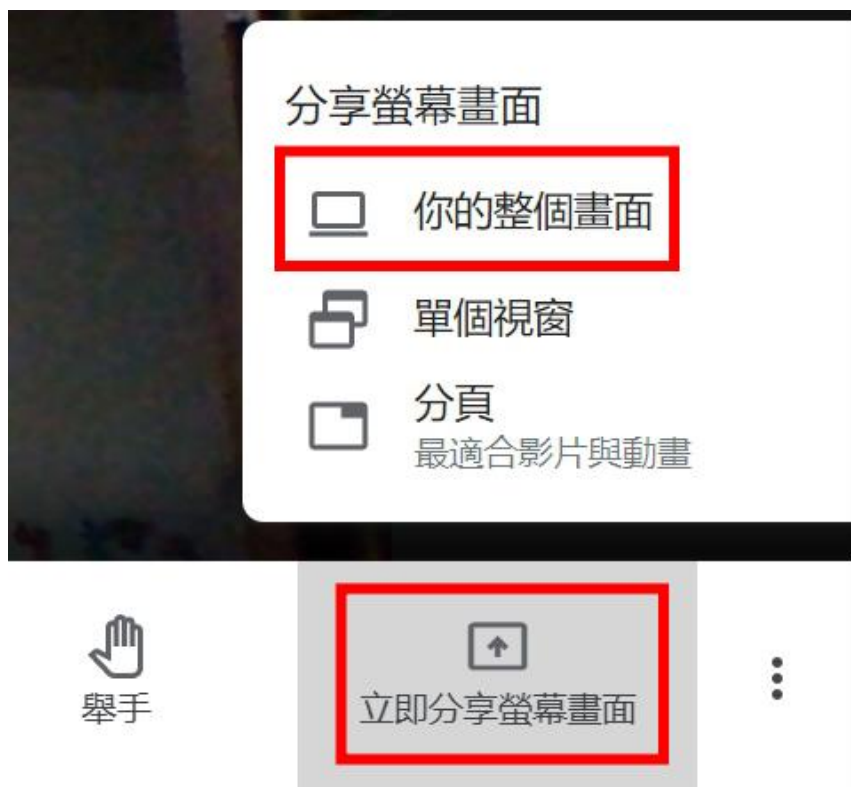 分享螢幕畫面
你的整個畫面
單個視窗
分頁
最適合影片與動畫
舉手
立即分享螢幕畫面